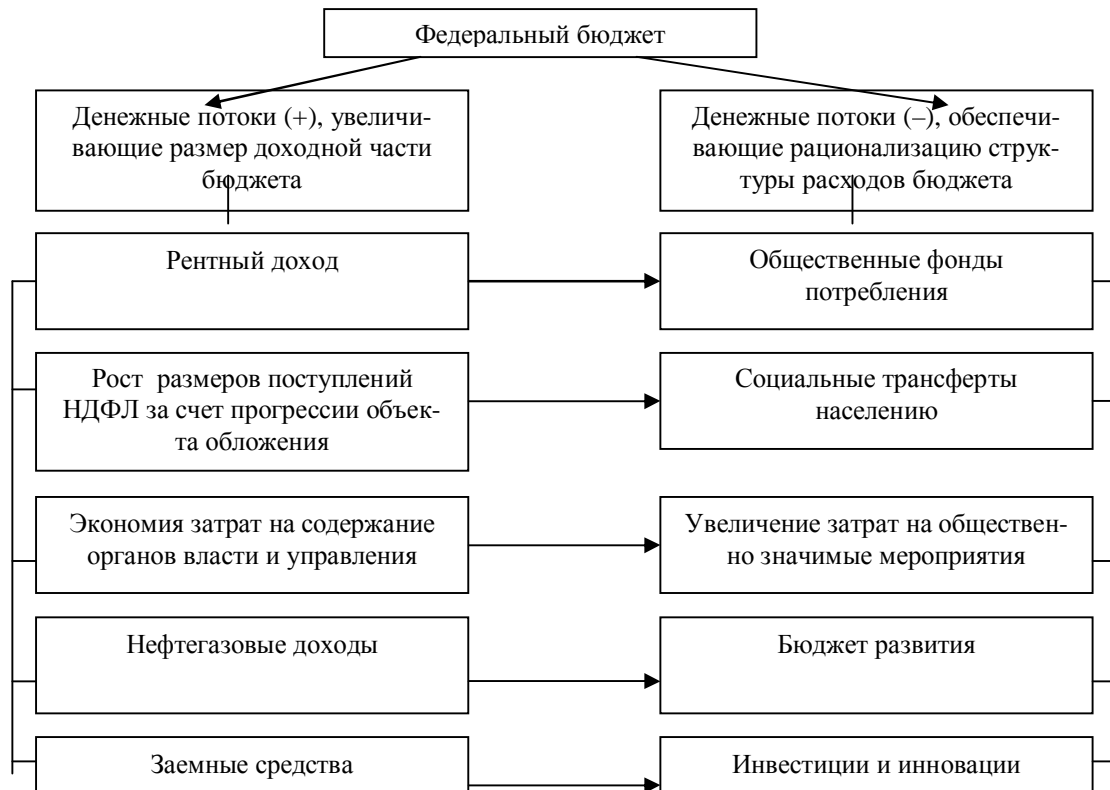 Федеральный бюджет
Денежные потоки (+), увеличи-
вающие размер доходной части
бюджета
Денежные потоки (–), обеспечи-
вающие рационализацию струк-
туры расходов бюджета
Рентный доход
Общественные фонды
потребления
Рост размеров поступлений
НДФЛ за счет прогрессии объек-
та обложения
Социальные трансферты
населению
Экономия затрат на содержание
органов власти и управления
Увеличение затрат на обществен-
но значимые мероприятия
Нефтегазовые доходы
Бюджет развития
Заемные средства
Инвестиции и инновации